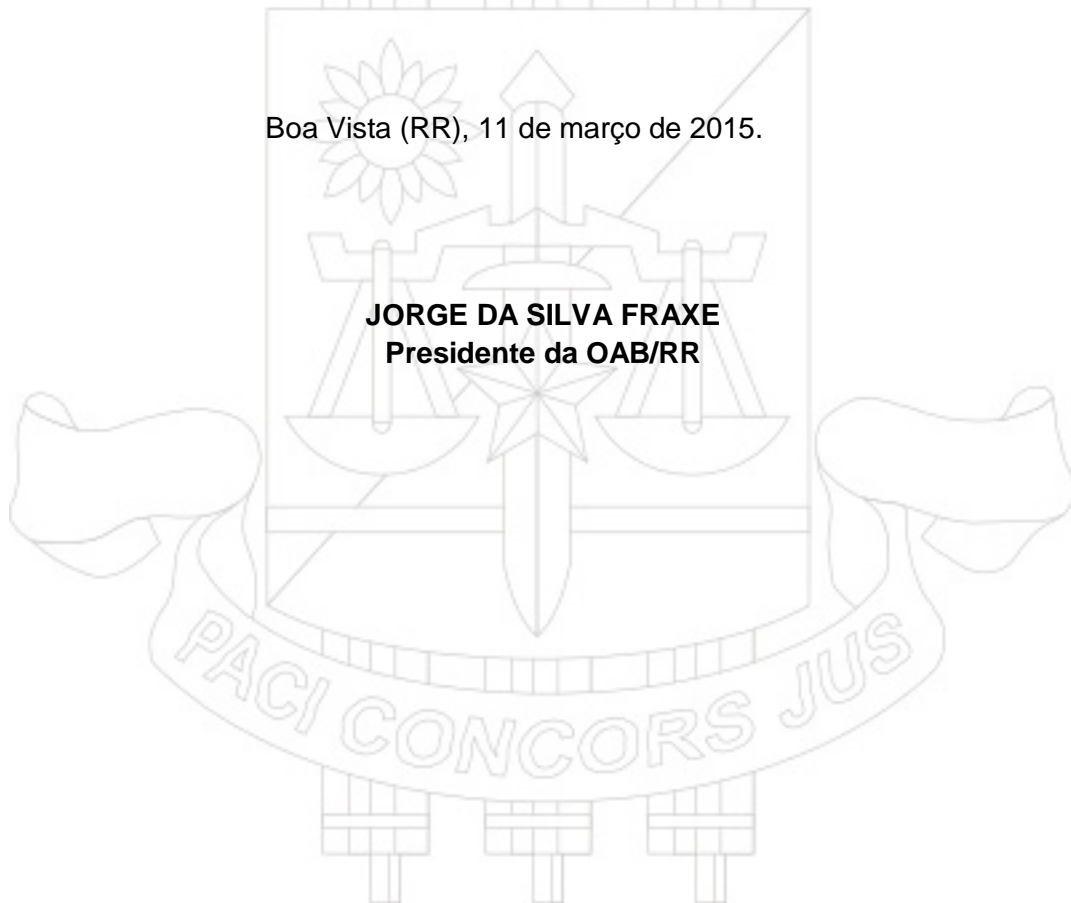 Boa Vista (RR), 11 de março de 2015.
JORGE DA SILVA FRAXE
Presidente da OAB/RR
PACI CONCORS JUS